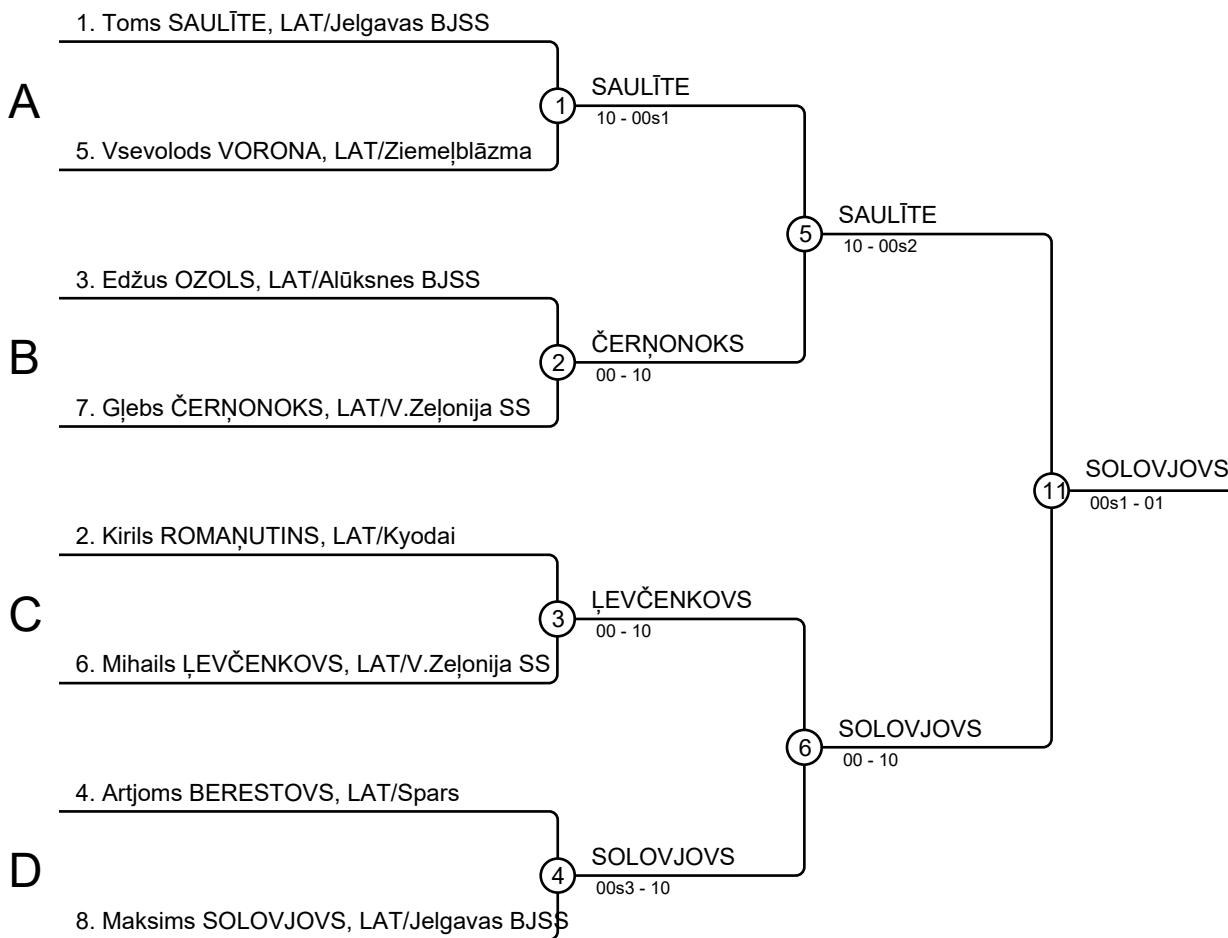 1. Toms SAULĪTE, LAT/Jelgavas BJSS
A
1
SAULĪTE
10 - 00s1
5. Vsevolods VORONA, LAT/Ziemeļblāzma
5
SAULĪTE
10 - 00s2
3. Edžus OZOLS, LAT/Alūksnes BJSS
B
2
ČERŅONOKS
00 - 10
7. Gļebs ČERŅONOKS, LAT/V.Zeļonija SS
11
SOLOVJOVS
00s1 - 01
2. Kirils ROMAŅUTINS, LAT/Kyodai
C
3
ĻEVČENKOVS
00 - 10
6. Mihails ĻEVČENKOVS, LAT/V.Zeļonija SS
6
SOLOVJOVS
00 - 10
4. Artjoms BERESTOVS, LAT/Spars
D
4
SOLOVJOVS
00s3 - 10
8. Maksims SOLOVJOVS, LAT/Jelgavas BJSS